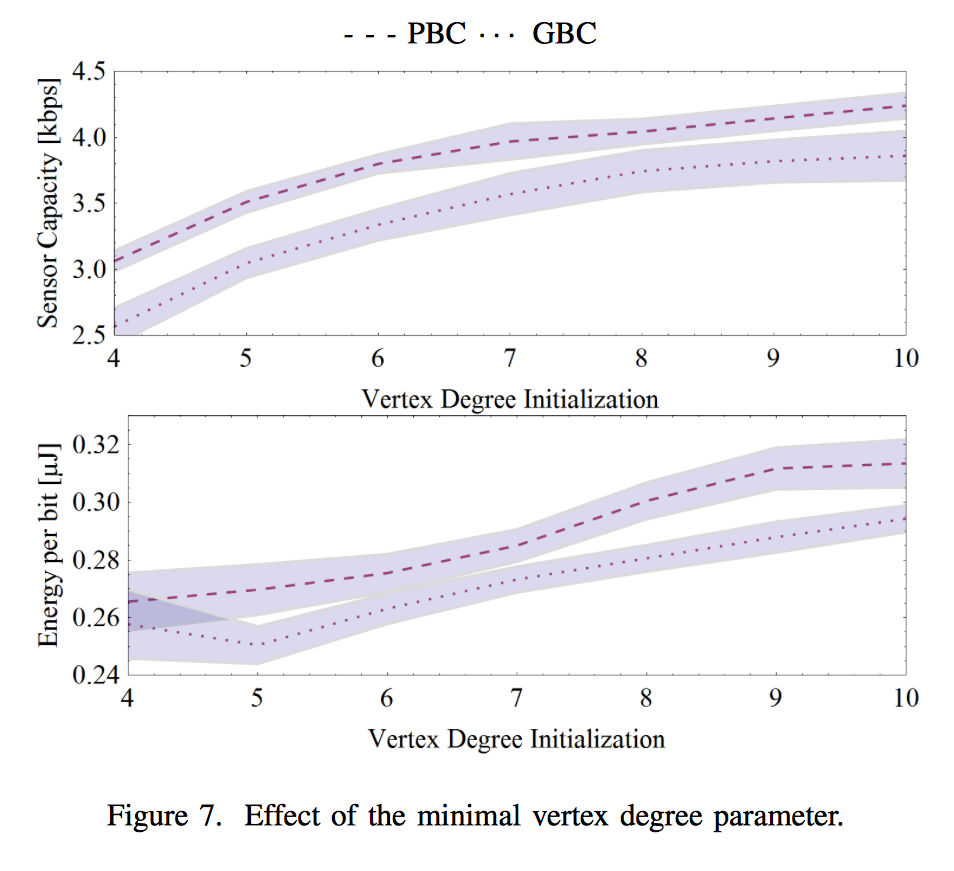 - - - PBC · · · GBC
4.5
4.0
3.5
3.0
2.5
Sensor Capacity [kbps]
4 5 6 7 8 9 10
Vertex Degree Initialization
0.32
0.30
0.28
0.26
0.24
Energy per bit [µJ]
4 5 6 7 8 9 10
Vertex Degree Initialization
Figure 7. Effect of the minimal vertex degree parameter.